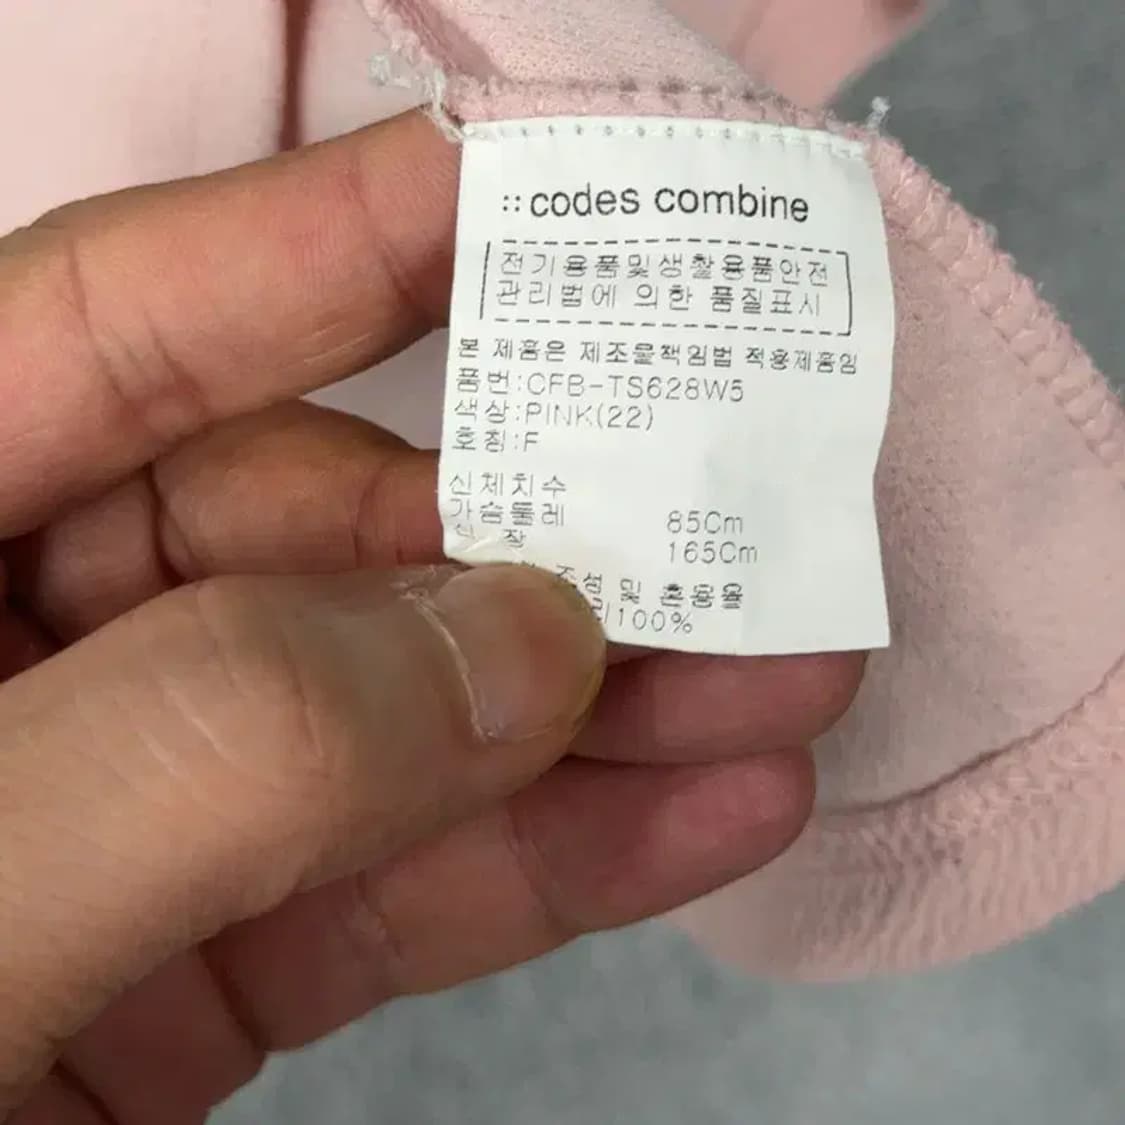 :: codes combine
전기용품및생활용품안전
관리법에 의한 품질표시
본 제품은 제조물책임법 적용제품임
품번:CFB-TS628W5
색상:PINK(22)
호칭:F
신체치수
가슴둘레 85Cm
165Cm
조성 및 혼용율
100%